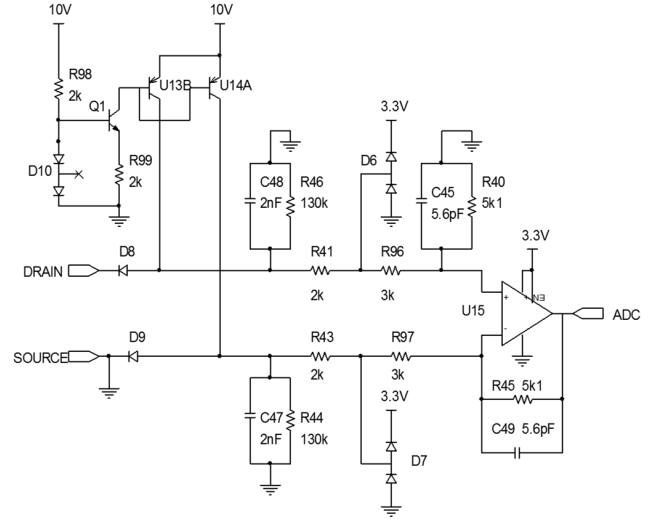 10V
10V
R98
2k
Q1
U13B
U14A
3.3V
D10
R99
2k
D6
C48
2nF
R46
130k
C45
5.6pF
R40
5k1
DRAIN
D8
R41
2k
R96
3k
3.3V
EN
U15
+
-
+
ADC
SOURCE
D9
R43
2k
R97
3k
R45 5k1
C49 5.6pF
C47
2nF
R44
130k
3.3V
D7